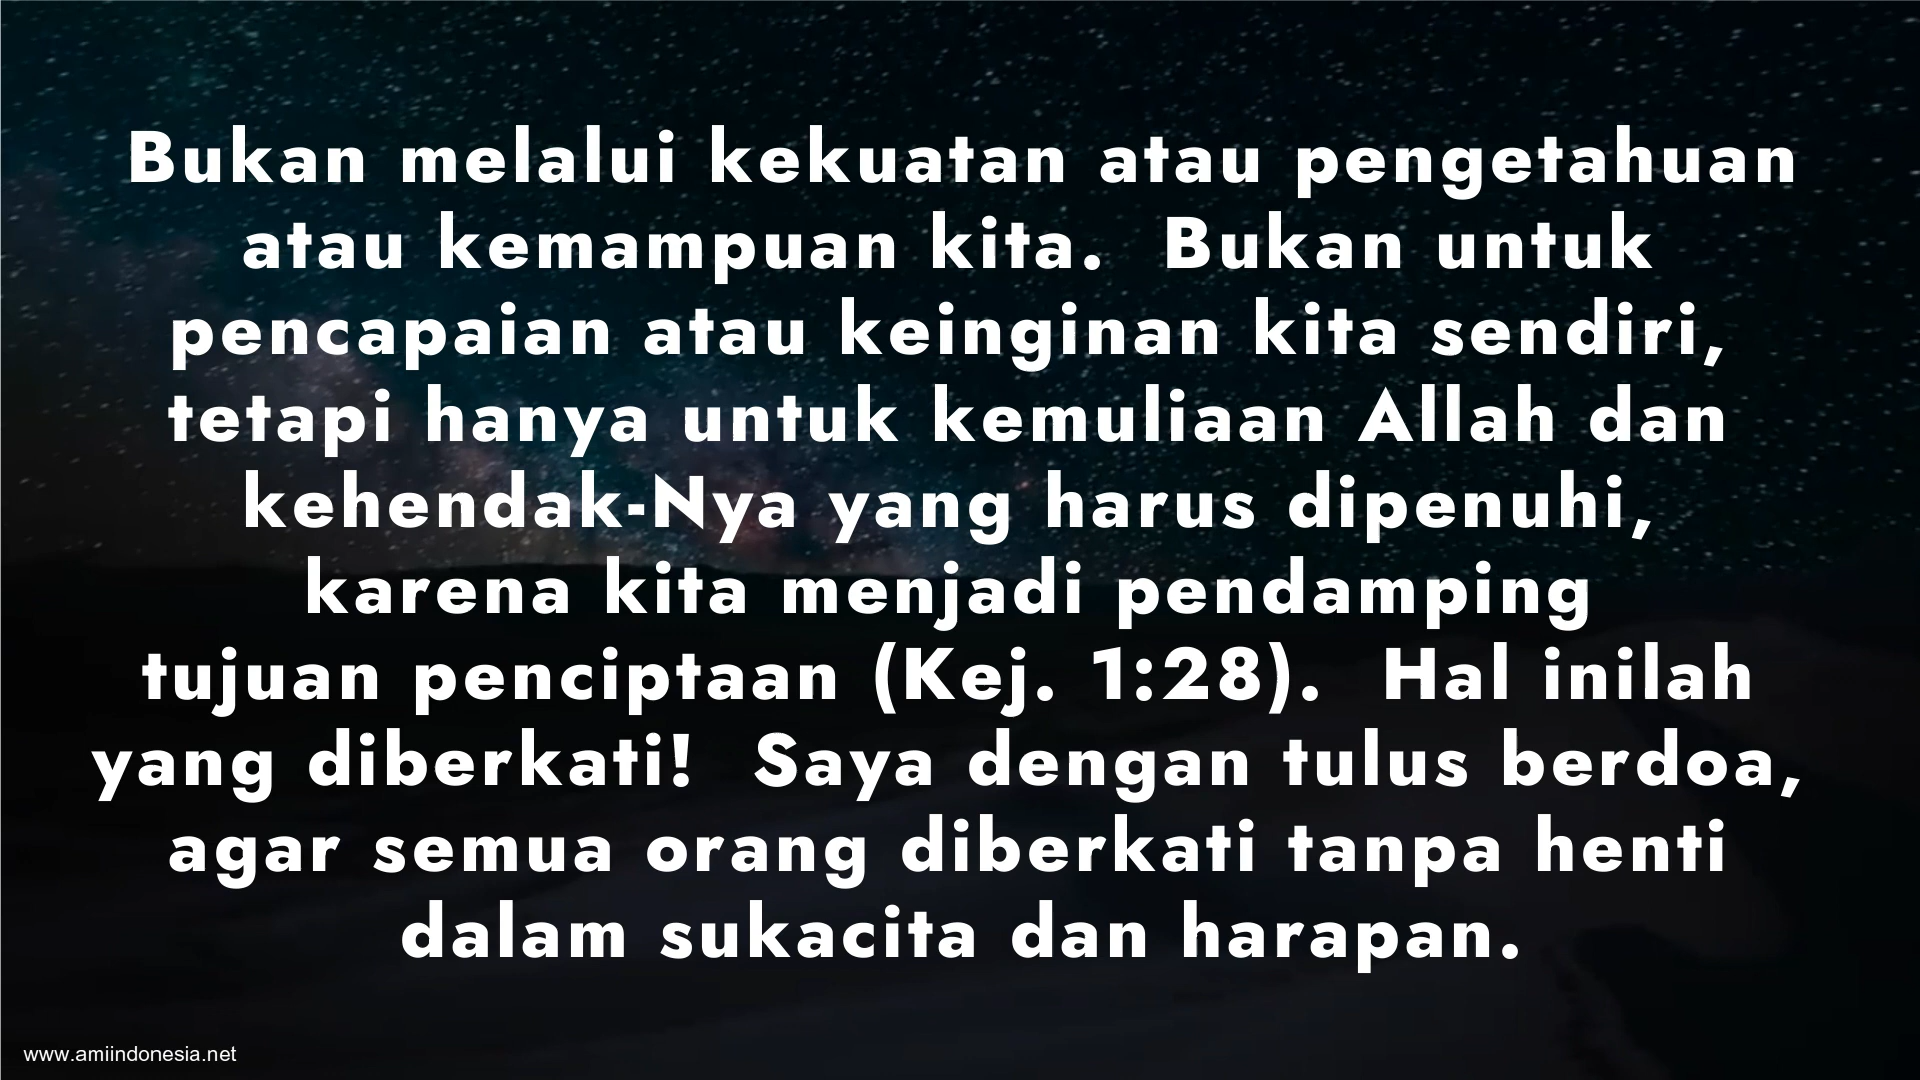 Bukan melalui kekuatan atau pengetahuan
atau kemampuan kita.  Bukan untuk
pencapaian atau keinginan kita sendiri,
tetapi hanya untuk kemuliaan Allah dan
kehendak-Nya yang harus dipenuhi,
karena kita menjadi pendamping
tujuan penciptaan (Kej. 1:28).  Hal inilah
yang diberkati!  Saya dengan tulus berdoa,
agar semua orang diberkati tanpa henti
dalam sukacita dan harapan.
www.amiindonesia.net